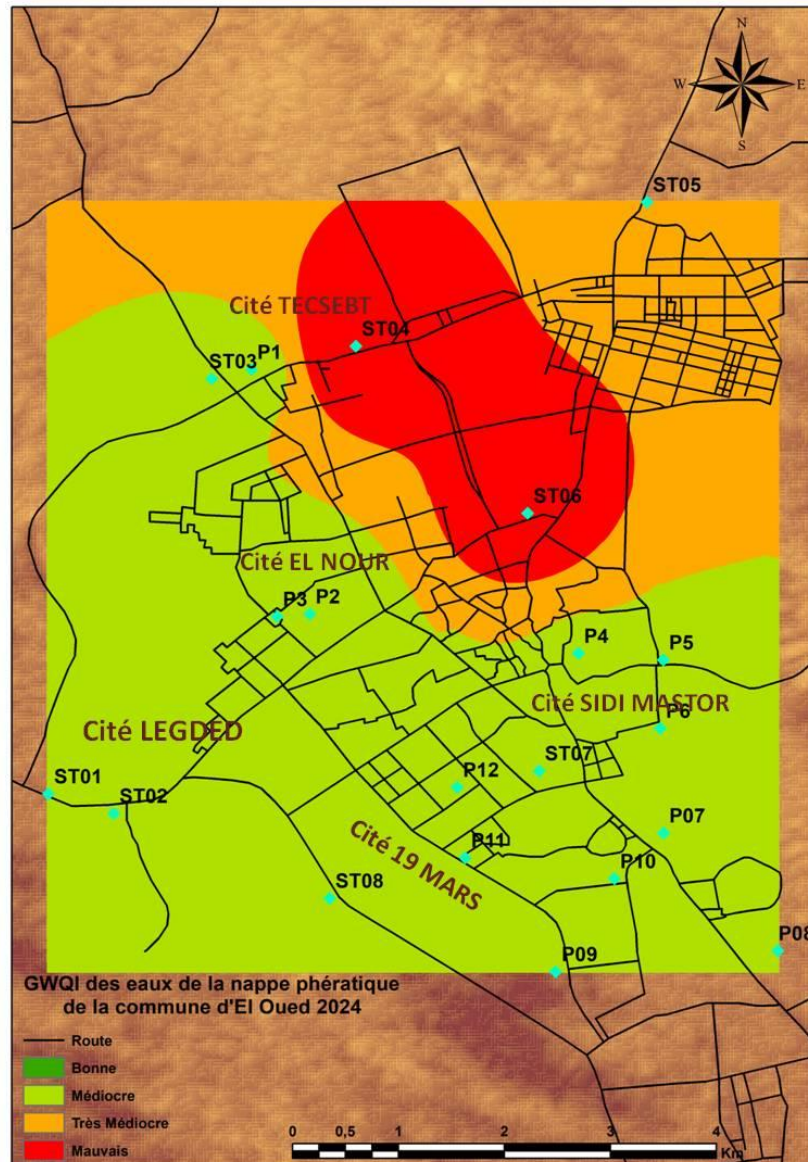 N
W
E
S
ST05
Cité TECSEBT
ST04
P1
ST03
ST06
Cité EL NOUR
P3
P2
P4
P5
Cité SIDI MASTOR
P6
Cité LEGDED
ST07
ST01
P12
ST02
P07
Cité 19 MARS
P11
P10
ST08
P08
P09
GWQI des eaux de la nappe phératique
de la commune d'El Oued 2024
Route
Bonne
Médiocre
Très Médiocre
Mauvais
0 0,5 1 2 3 4
Km